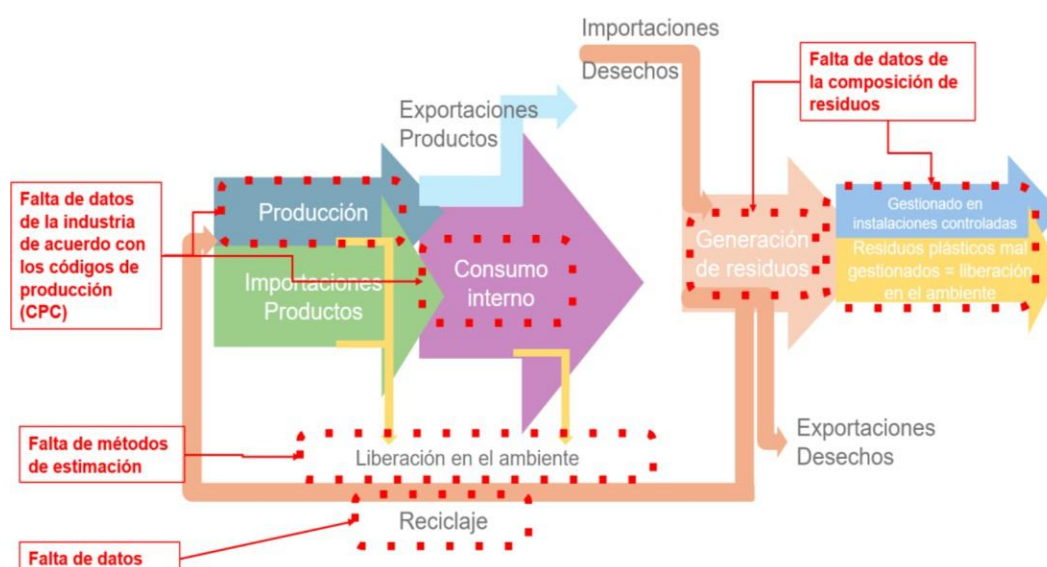 Importaciones
Desechos
Falta de datos de
la composición de
residuos
Exportaciones
Productos
Falta de datos
de la industria
de acuerdo con
los códigos de
producción
(CPC)
Producción
Importaciones
Productos
Consumo
interno
Generación
de residuos
Gestionado en
instalaciones controladas
Residuos plásticos mal
gestionados = liberación
en el ambiente
Falta de métodos
de estimación
Liberación en el ambiente
Exportaciones
Desechos
Reciclaje
Falta de datos